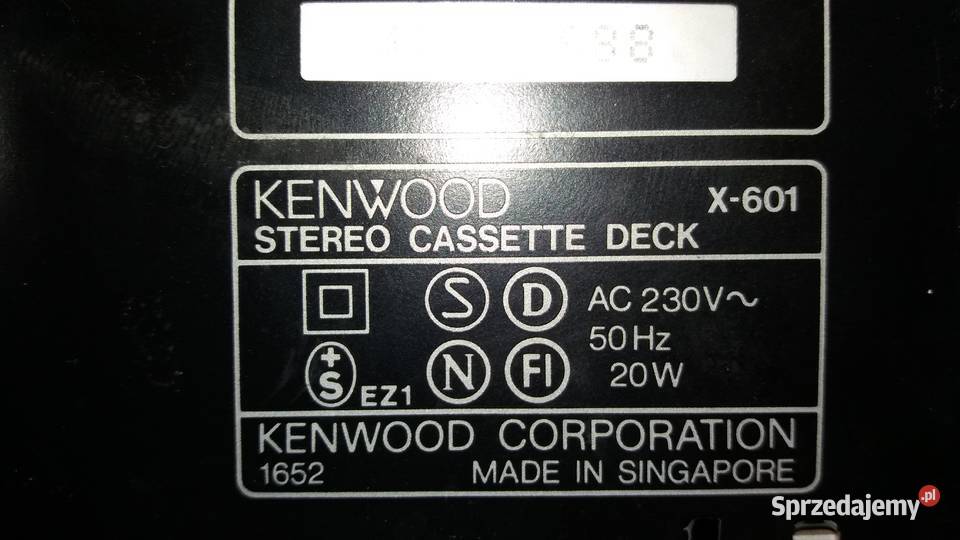 98
KENWOOD X-601
STEREO CASSETTE DECK
S D AC 230V~
50Hz
+S EZ1 N FI 20W
KENWOOD CORPORATION
1652 MADE IN SINGAPORE
Sprzedajemy.pl